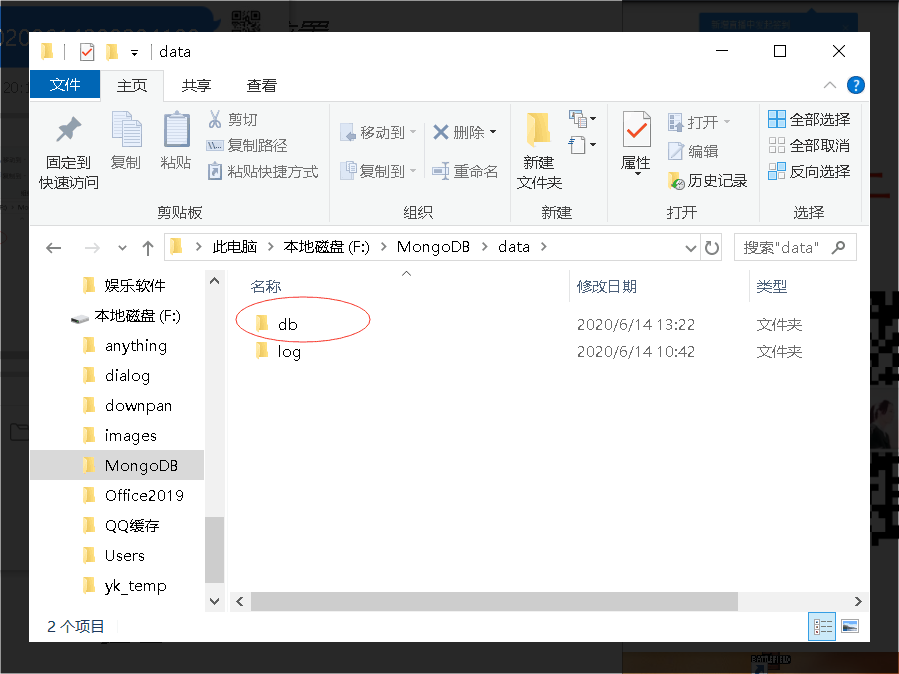 data
文件 主页 共享 查看
固定到
快速访问
复制
粘贴
剪切
复制路径
粘贴快捷方式
剪贴板
移动到
复制到
删除
重命名
组织
新建
文件夹
新建
属性
打开
编辑
历史记录
打开
全部选择
全部取消
反向选择
选择
此电脑 本地磁盘 (F:) MongoDB data
搜索"data"
娱乐软件
本地磁盘 (F:)
anything
dialog
downpan
images
MongoDB
Office2019
QQ缓存
Users
yk_temp
名称 修改日期 类型
db 2020/6/14 13:22 文件夹
log 2020/6/14 10:42 文件夹
2 个项目